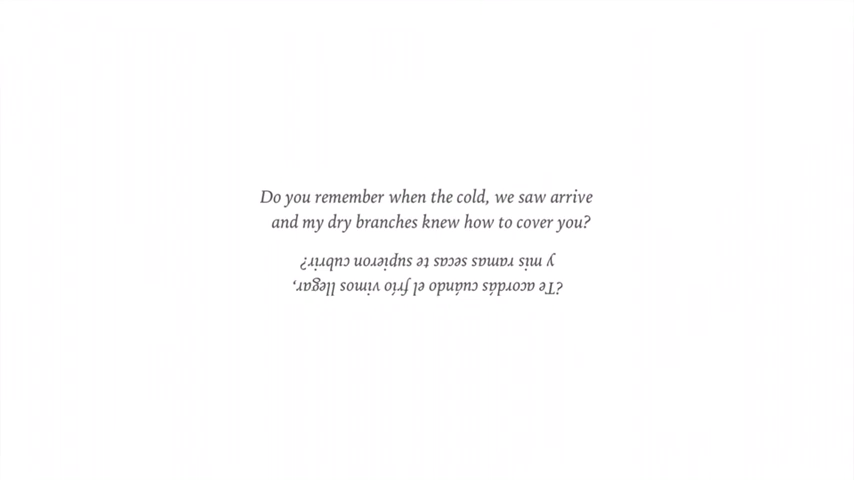 Do you remember when the cold, we saw arrive
and my dry branches knew how to cover you?
¿Te acordás cuándo el frío vimos llegar,
y mis ramas secas te supieron cubrir?